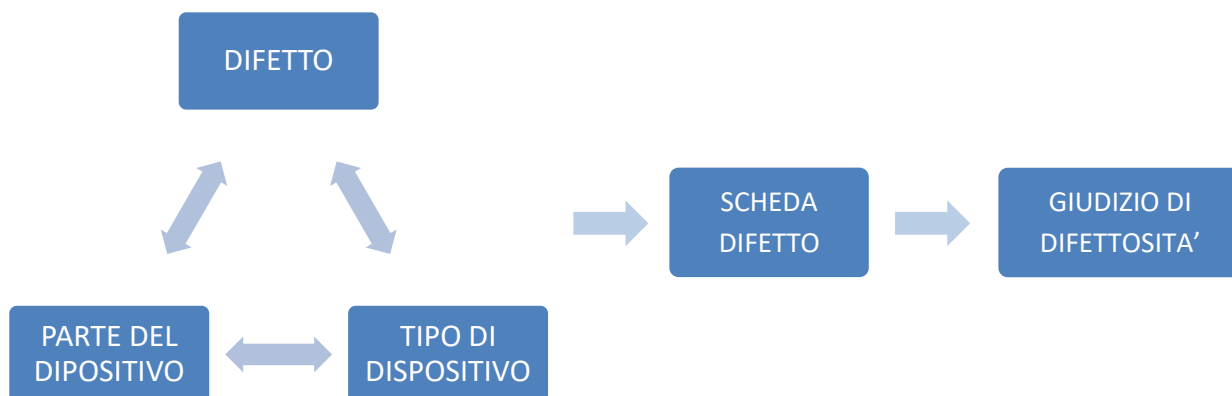 DIFETTO
SCHEDA
DIFETTO
GIUDIZIO DI
DIFETTOSITA’
PARTE DEL
DIPOSITIVO
TIPO DI
DISPOSITIVO